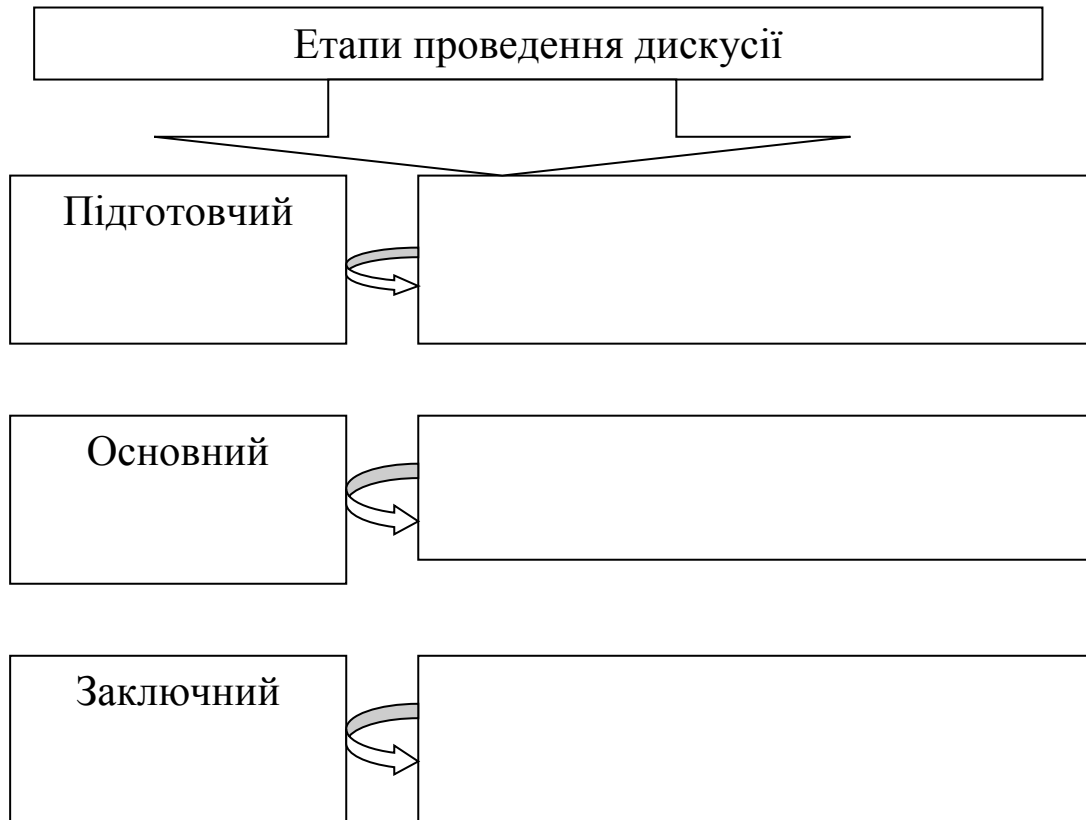 Етапи проведення дискусії
Підготовчий
Основний
Заключний